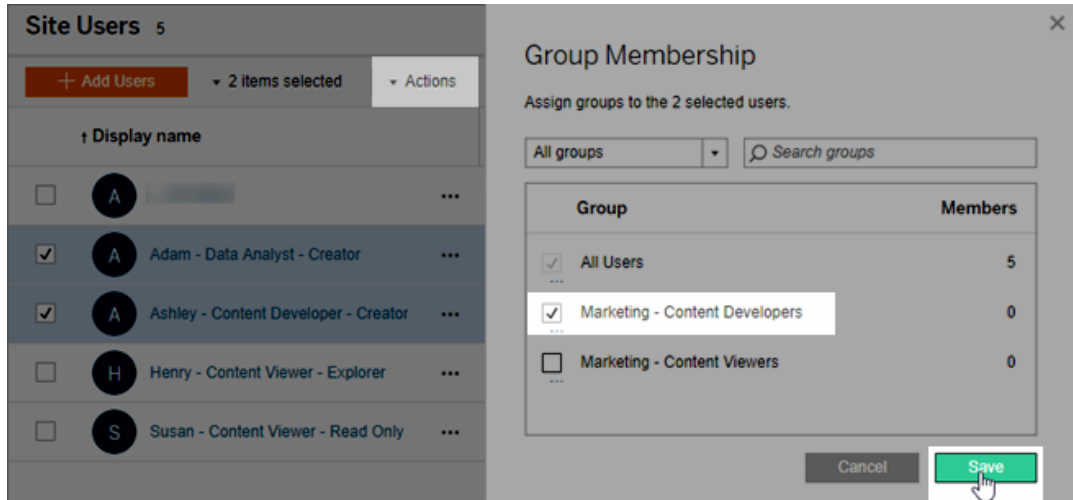 Site Users 5
+ Add Users
2 items selected
Actions
↑ Display name
A
A Adam - Data Analyst - Creator
A Ashley - Content Developer - Creator
H Henry - Content Viewer - Explorer
S Susan - Content Viewer - Read Only
Group Membership
Assign groups to the 2 selected users.
All groups
Search groups
Group Members
All Users 5
Marketing - Content Developers 0
Marketing - Content Viewers 0
Cancel Save